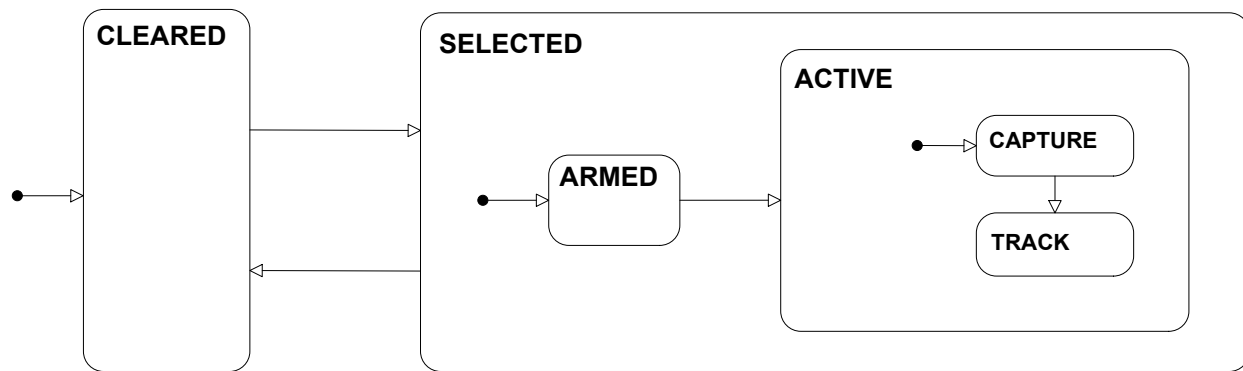 CLEARED
SELECTED
ACTIVE
CAPTURE
ARMED
TRACK